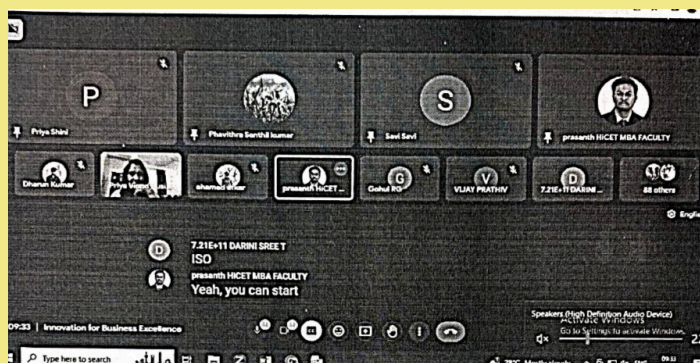 P
S
Priya Shini
Phavithra Senthil kumar
Savi Savi
prasanth HICET MBA FACULTY
G
V
D
Dharun Kumar
Priya
prasanth HICET ...
Gohul RG
VIJAY PRATHIV
7.21E+11 DARINI ...
88 others
Englis
D
7.21E+11 DARINI SREE T
ISO
prasanth HICET MBA FACULTY
Yeah, you can start
Speakers (High Definition Audio Device)
Activate Windows
Go to Settings to activate Windows.
09:33 | Innovation for Business Excellence
Type here to search